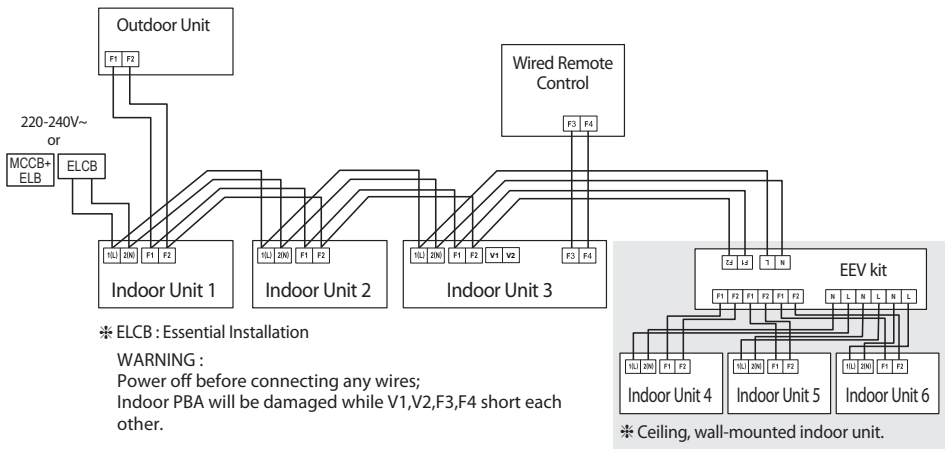 Outdoor Unit
F1 F2
Wired Remote
Control
F3 F4
220-240V~
or
MCCB+
ELB
ELCB
1(L) 2(N) F1 F2
Indoor Unit 1
1(L) 2(N) F1 F2
Indoor Unit 2
1(L) 2(N) F1 F2 V1 V2 F3 F4
Indoor Unit 3
F2 F1 L N
EEV kit
F1 F2 F1 F2 F1 F2 N L N L N L
1(L) 2(N) F1 F2
Indoor Unit 4
1(L) 2(N) F1 F2
Indoor Unit 5
1(L) 2(N) F1 F2
Indoor Unit 6
※ Ceiling, wall-mounted indoor unit.
※ ELCB : Essential Installation
WARNING :
Power off before connecting any wires;
Indoor PBA will be damaged while V1,V2,F3,F4 short each
other.